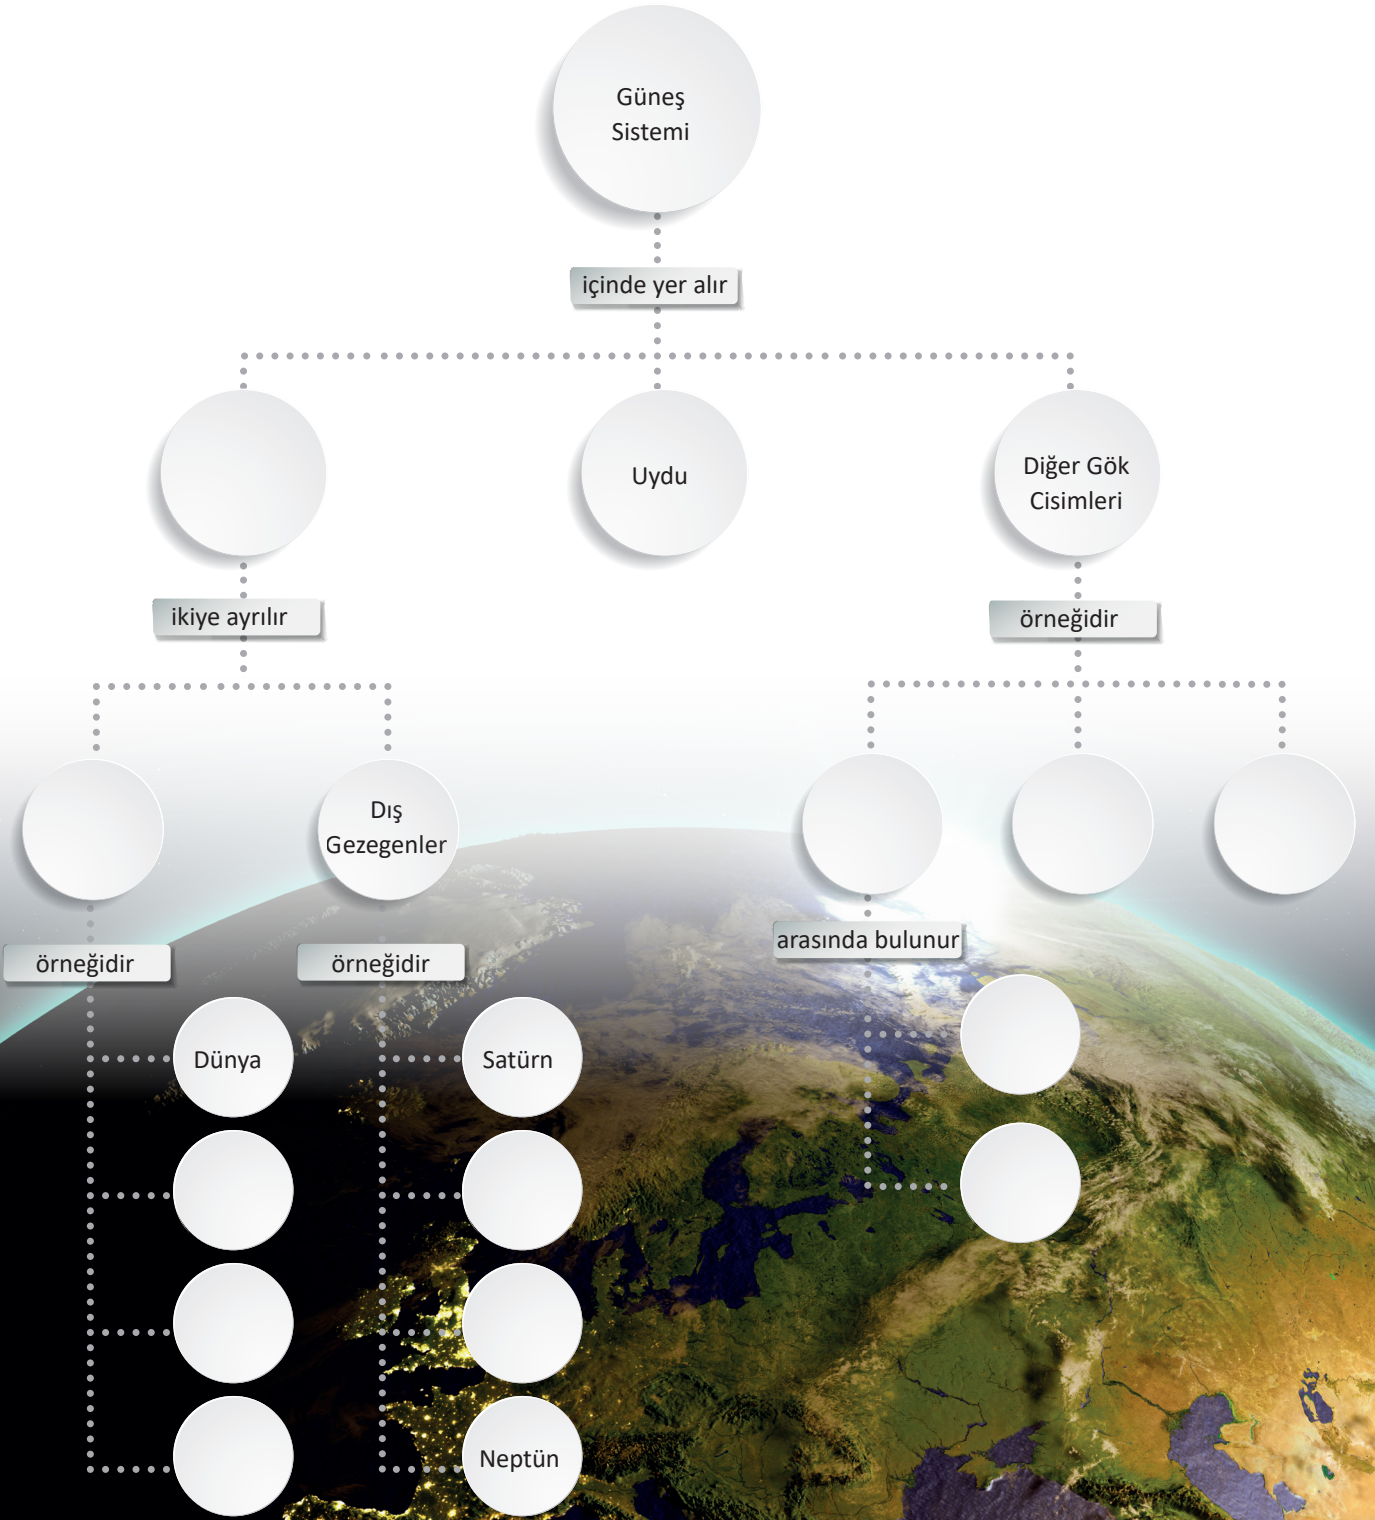 Güneş
Sistemi
içinde yer alır
Uydu
Diğer Gök
Cisimleri
ikiye ayrılır
örneğidir
Dış
Gezegenler
örneğidir
örneğidir
arasında bulunur
Dünya
Satürn
Neptün